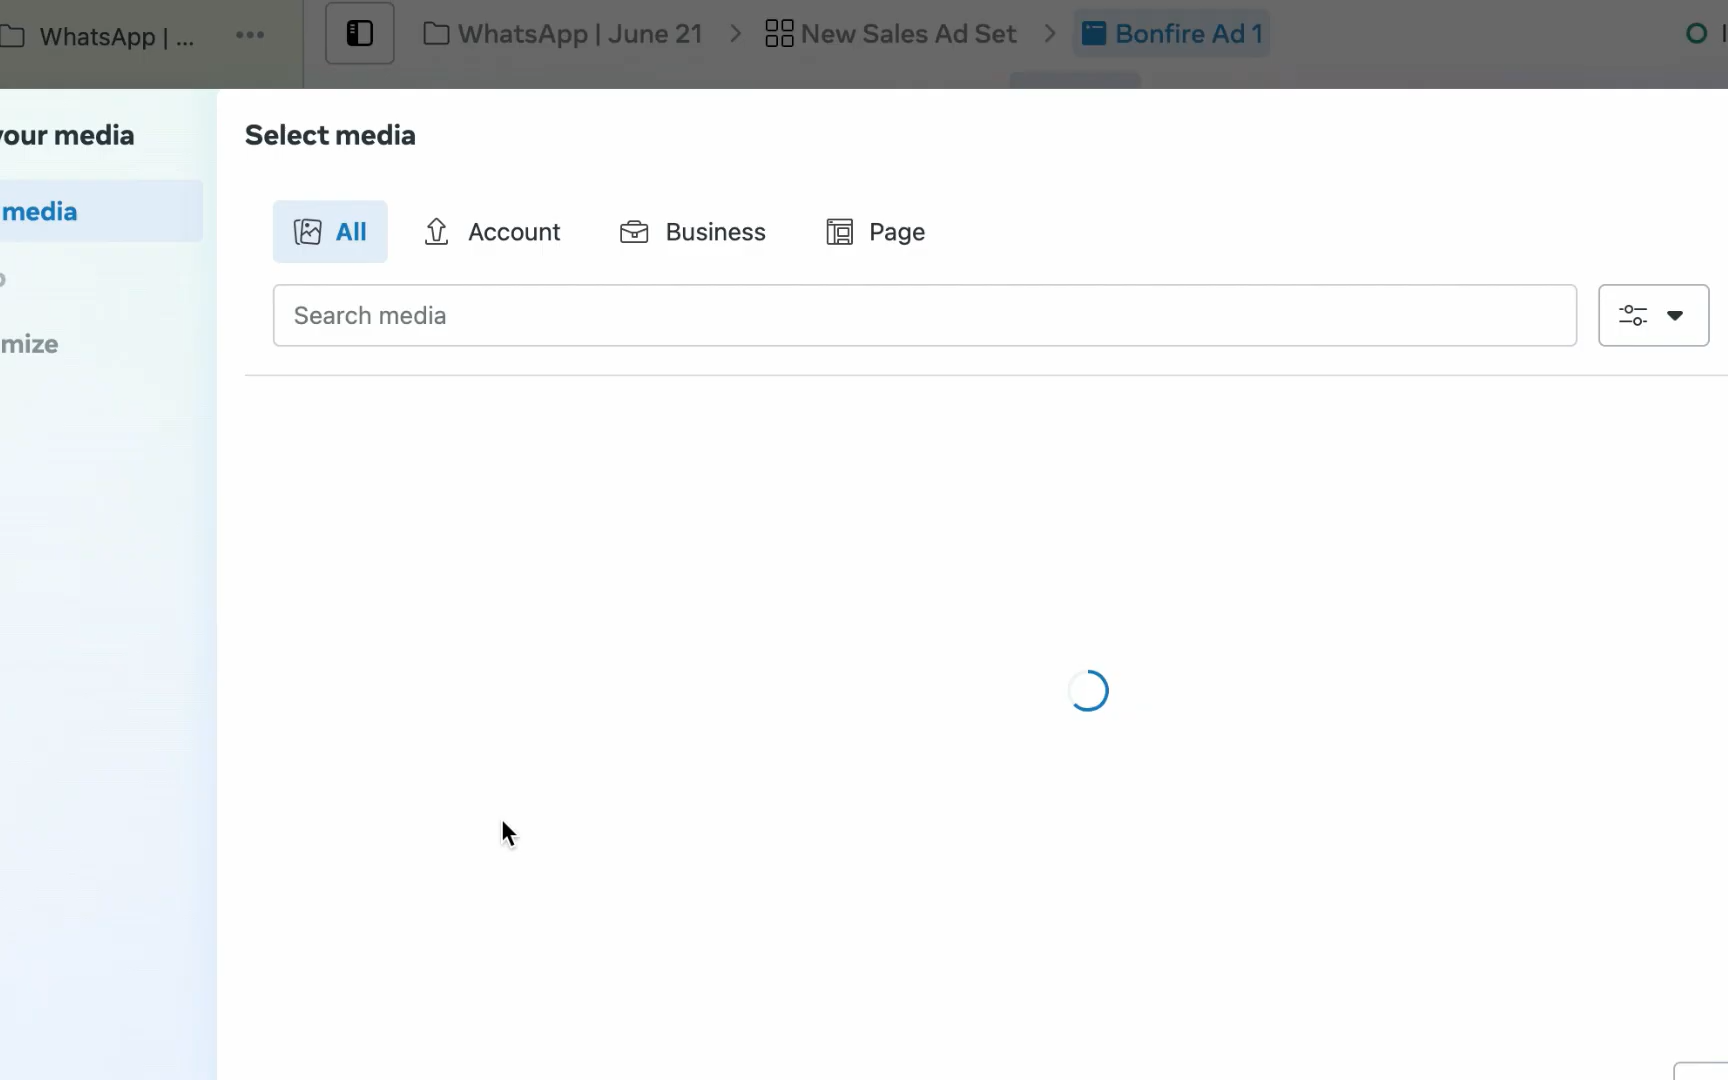 WhatsApp | ...
WhatsApp | June 21
New Sales Ad Set
Bonfire Ad 1
your media
Select media
media
All
Account
Business
Page
Search media
mize